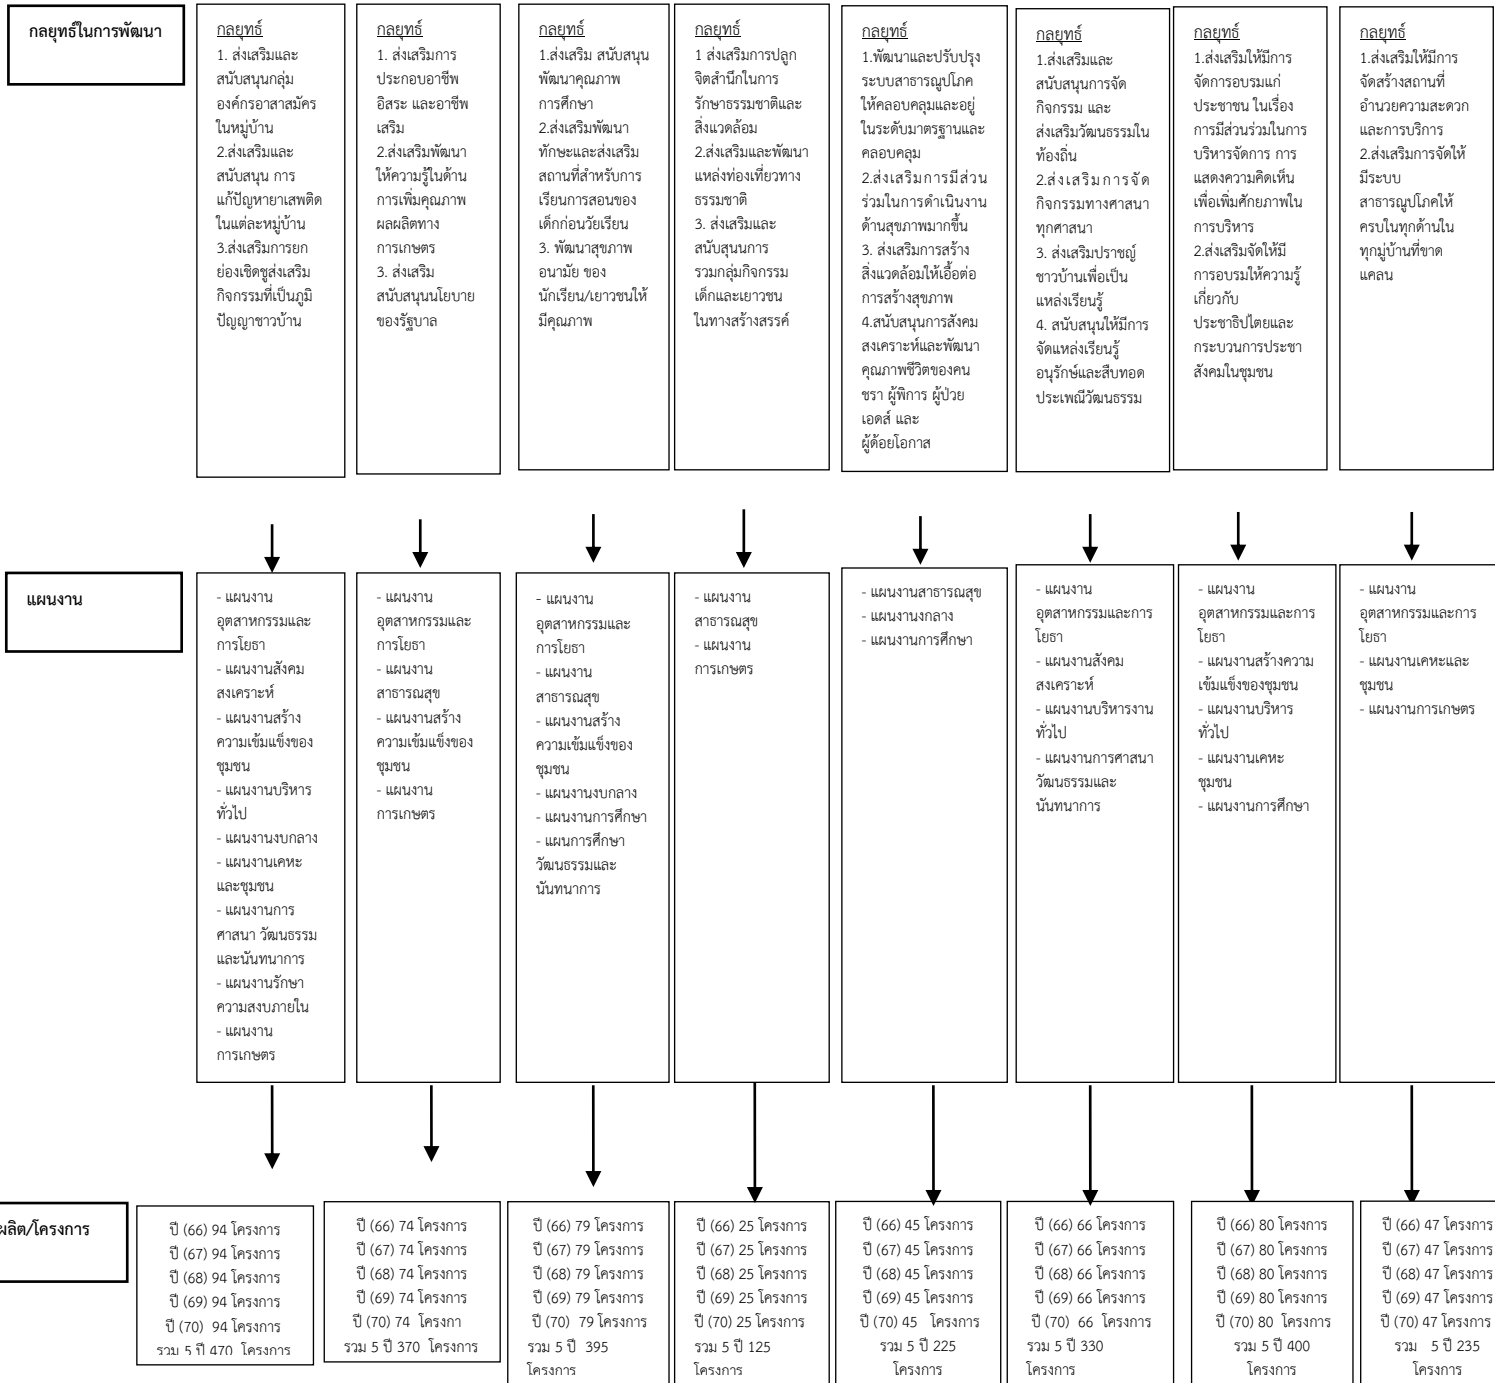 กลยุทธ์ในการพัฒนา
กลยุทธ์
1. ส่งเสริมและ
สนับสนุนกลุ่ม
องค์กรอาสาสมัคร
ในหมู่บ้าน
2.ส่งเสริมและ
สนับสนุน การ
แก้ปัญหายาเสพติด
ในแต่ละหมู่บ้าน
3.ส่งเสริมการยก
ย่องเชิดชูส่งเสริม
กิจกรรมที่เป็นภูมิ
ปัญญาชาวบ้าน
กลยุทธ์
1. ส่งเสริมการ
ประกอบอาชีพ
อิสระ และอาชีพ
เสริม
2.ส่งเสริมพัฒนา
ให้ความรู้ในด้าน
การเพิ่มคุณภาพ
ผลผลิตทาง
การเกษตร
3. ส่งเสริม
สนับสนุนนโยบาย
ของรัฐบาล
กลยุทธ์
1.ส่งเสริม สนับสนุน
พัฒนาคุณภาพ
การศึกษา
2.ส่งเสริมพัฒนา
ทักษะและส่งเสริม
สถานที่สำหรับการ
เรียนการสอนของ
เด็กก่อนวัยเรียน
3. พัฒนาสุขภาพ
อนามัย ของ
นักเรียน/เยาวชนให้
มีคุณภาพ
กลยุทธ์
1 ส่งเสริมการปลูก
จิตสำนึกในการ
รักษาธรรมชาติและ
สิ่งแวดล้อม
2.ส่งเสริมและพัฒนา
แหล่งท่องเที่ยวทาง
ธรรมชาติ
3. ส่งเสริมและ
สนับสุนนการ
รวมกลุ่มกิจกรรม
เด็กและเยาวชน
ในทางสร้างสรรค์
กลยุทธ์
1.พัฒนาและปรับปรุง
ระบบสาธารณูปโภค
ให้คลอบคลุมและอยู่
ในระดับมาตรฐานและ
คลอบคลุม
2.ส่งเสริมการมีส่วน
ร่วมในการดำเนินงาน
ด้านสุขภาพมากขึ้น
3. ส่งเสริมการสร้าง
สิ่งแวดล้อมให้เอื้อต่อ
การสร้างสุขภาพ
4.สนับสนุนการสังคม
สงเคราะห์และพัฒนา
คุณภาพชีวิตของคน
ชรา ผู้พิการ ผู้ป่วย
เอดส์ และ
ผู้ด้อยโอกาส
กลยุทธ์
1.ส่งเสริมและ
สนับสนุนการจัด
กิจกรรม และ
ส่งเสริมวัฒนธรรมใน
ท้องถิ่น
2.ส่งเสริมการจัด
กิจกรรมทางศาสนา
ทุกศาสนา
3. ส่งเสริมปราชญ์
ชาวบ้านเพื่อเป็น
แหล่งเรียนรู้
4. สนับสนุนให้มีการ
จัดแหล่งเรียนรู้
อนุรักษ์และสืบทอด
ประเพณีวัฒนธรรม
กลยุทธ์
1.ส่งเสริมให้มีการ
จัดการอบรมแก่
ประชาชน ในเรื่อง
การมีส่วนร่วมในการ
บริหารจัดการ การ
แสดงความคิดเห็น
เพื่อเพิ่มศักยภาพใน
การบริหาร
2.ส่งเสริมจัดให้มี
การอบรมให้ความรู้
เกี่ยวกับ
ประชาธิปไตยและ
กระบวนการประชา
สังคมในชุมชน
กลยุทธ์
1.ส่งเสริมให้มีการ
จัดสร้างสถานที่
อำนวยความสะดวก
และการบริการ
2.ส่งเสริมการจัดให้
มีระบบ
สาธารณูปโภคให้
ครบในทุกด้านใน
ทุกมู่บ้านที่ขาด
แคลน
แผนงาน
- แผนงาน
อุตสาหกรรมและ
การโยธา
- แผนงานสังคม
สงเคราะห์
- แผนงานสร้าง
ความเข้มแข็งของ
ชุมชน
- แผนงานบริหาร
ทั่วไป
- แผนงานงบกลาง
- แผนงานเคหะ
และชุมชน
- แผนงานการ
ศาสนา วัฒนธรรม
และนันทนาการ
- แผนงานรักษา
ความสงบภายใน
- แผนงาน
การเกษตร
- แผนงาน
อุตสาหกรรมและ
การโยธา
- แผนงาน
สาธารณสุข
- แผนงานสร้าง
ความเข้มแข็งของ
ชุมชน
- แผนงาน
การเกษตร
- แผนงาน
อุตสาหกรรมและ
การโยธา
- แผนงาน
สาธารณสุข
- แผนงานสร้าง
ความเข้มแข็งของ
ชุมชน
- แผนงานงบกลาง
- แผนงานการศึกษา
- แผนการศึกษา
วัฒนธรรมและ
นันทนาการ
- แผนงาน
สาธารณสุข
- แผนงาน
การเกษตร
- แผนงานสาธารณสุข
- แผนงานงกลาง
- แผนงานการศึกษา
- แผนงาน
อุตสาหกรรมและการ
โยธา
- แผนงานสังคม
สงเคราะห์
- แผนงานบริหารงาน
ทั่วไป
- แผนงานการศาสนา
วัฒนธรรมและ
นันทนาการ
- แผนงาน
อุตสาหกรรมและการ
โยธา
- แผนงานสร้างความ
เข้มแข็งของชุมชน
- แผนงานบริหาร
ทั่วไป
- แผนงานเคหะ
ชุมชน
- แผนงานการศึกษา
- แผนงาน
อุตสาหกรรมและการ
โยธา
- แผนงานเคหะและ
ชุมชน
- แผนงานการเกษตร
ผลิต/โครงการ
ปี (66) 94 โครงการ
ปี (67) 94 โครงการ
ปี (68) 94 โครงการ
ปี (69) 94 โครงการ
ปี (70) 94 โครงการ
รวม 5 ปี 470 โครงการ
ปี (66) 74 โครงการ
ปี (67) 74 โครงการ
ปี (68) 74 โครงการ
ปี (69) 74 โครงการ
ปี (70) 74 โครงกา
รวม 5 ปี 370 โครงการ
ปี (66) 79 โครงการ
ปี (67) 79 โครงการ
ปี (68) 79 โครงการ
ปี (69) 79 โครงการ
ปี (70) 79 โครงการ
รวม 5 ปี 395
โครงการ
ปี (66) 25 โครงการ
ปี (67) 25 โครงการ
ปี (68) 25 โครงการ
ปี (69) 25 โครงการ
ปี (70) 25 โครงการ
รวม 5 ปี 125
โครงการ
ปี (66) 45 โครงการ
ปี (67) 45 โครงการ
ปี (68) 45 โครงการ
ปี (69) 45 โครงการ
ปี (70) 45 โครงการ
รวม 5 ปี 225
โครงการ
ปี (66) 66 โครงการ
ปี (67) 66 โครงการ
ปี (68) 66 โครงการ
ปี (69) 66 โครงการ
ปี (70) 66 โครงการ
รวม 5 ปี 330
โครงการ
ปี (66) 80 โครงการ
ปี (67) 80 โครงการ
ปี (68) 80 โครงการ
ปี (69) 80 โครงการ
ปี (70) 80 โครงการ
รวม 5 ปี 400
โครงการ
ปี (66) 47 โครงการ
ปี (67) 47 โครงการ
ปี (68) 47 โครงการ
ปี (69) 47 โครงการ
ปี (70) 47 โครงการ
รวม 5 ปี 235
โครงการ